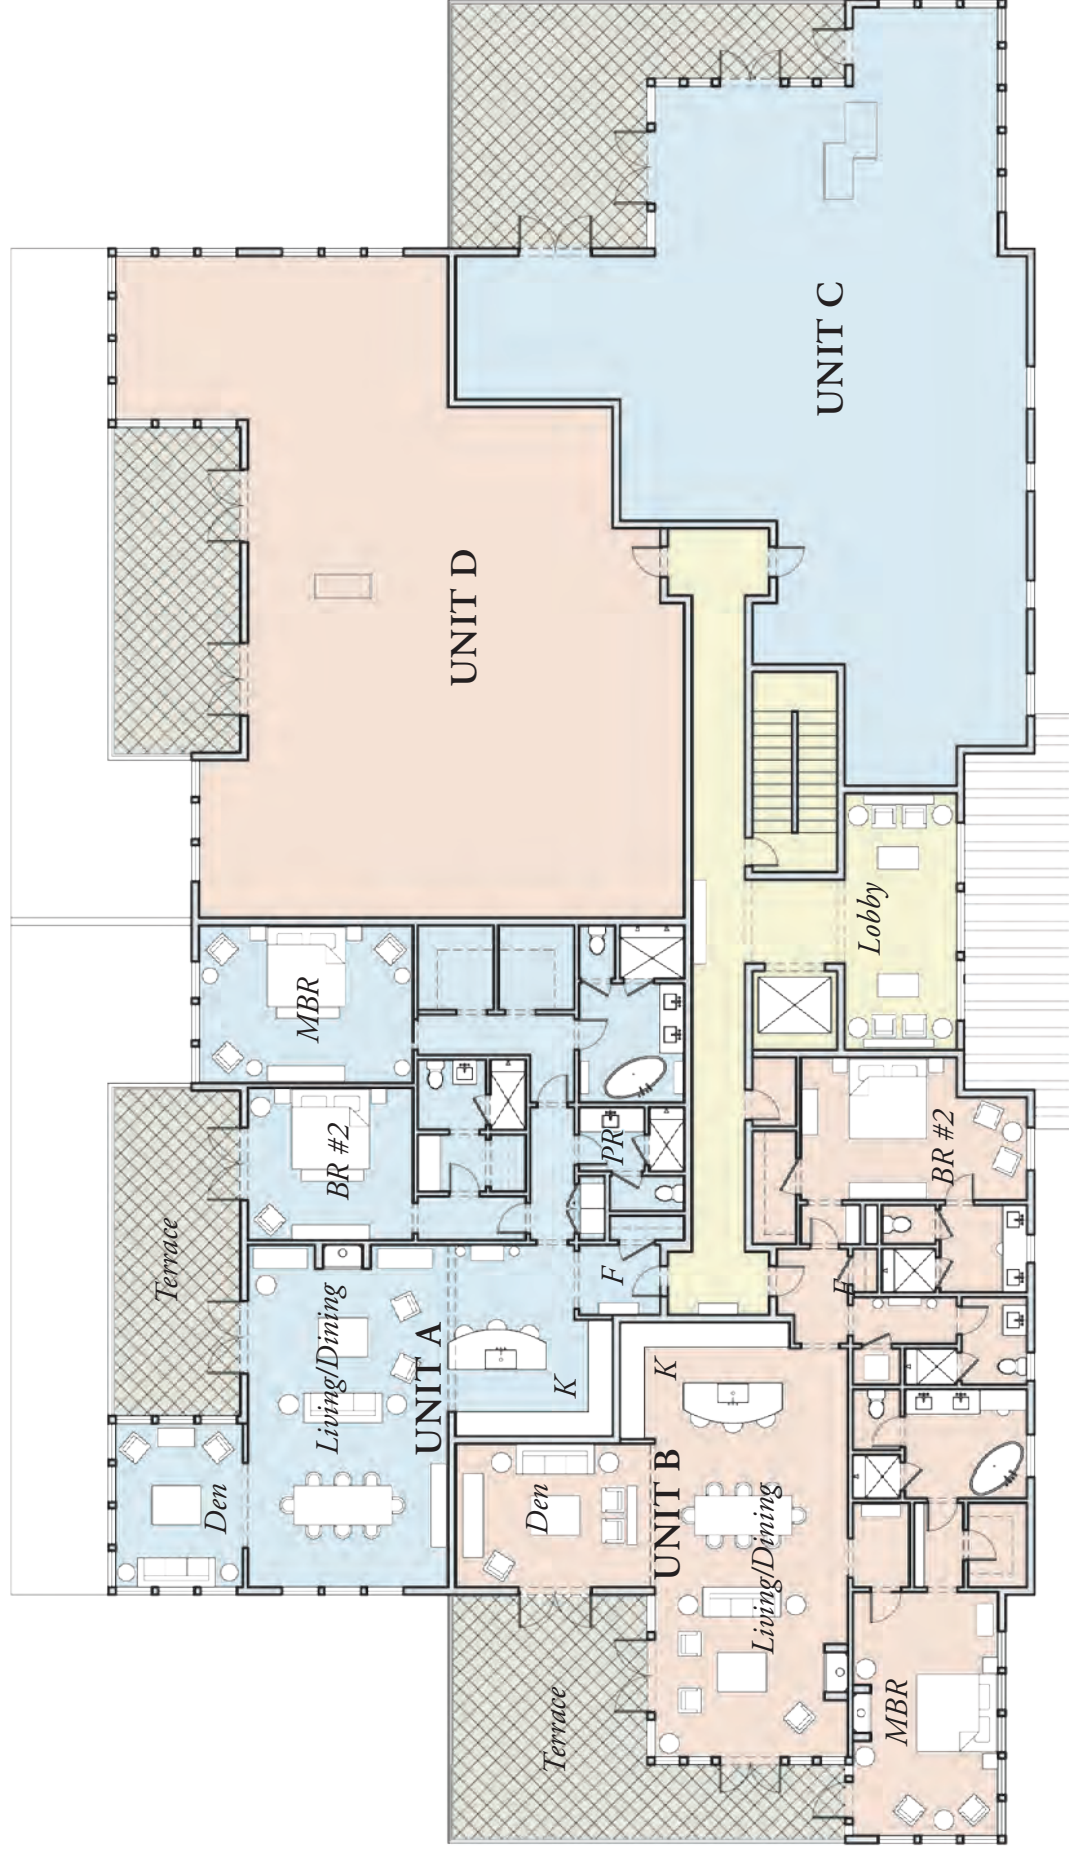 Terrace
Den
Living/Dining
UNIT A
BR #2
MBR
K
F
PR
UNIT D
Terrace
Den
UNIT B
Living/Dining
K
F
MBR
BR #2
Lobby
UNIT C